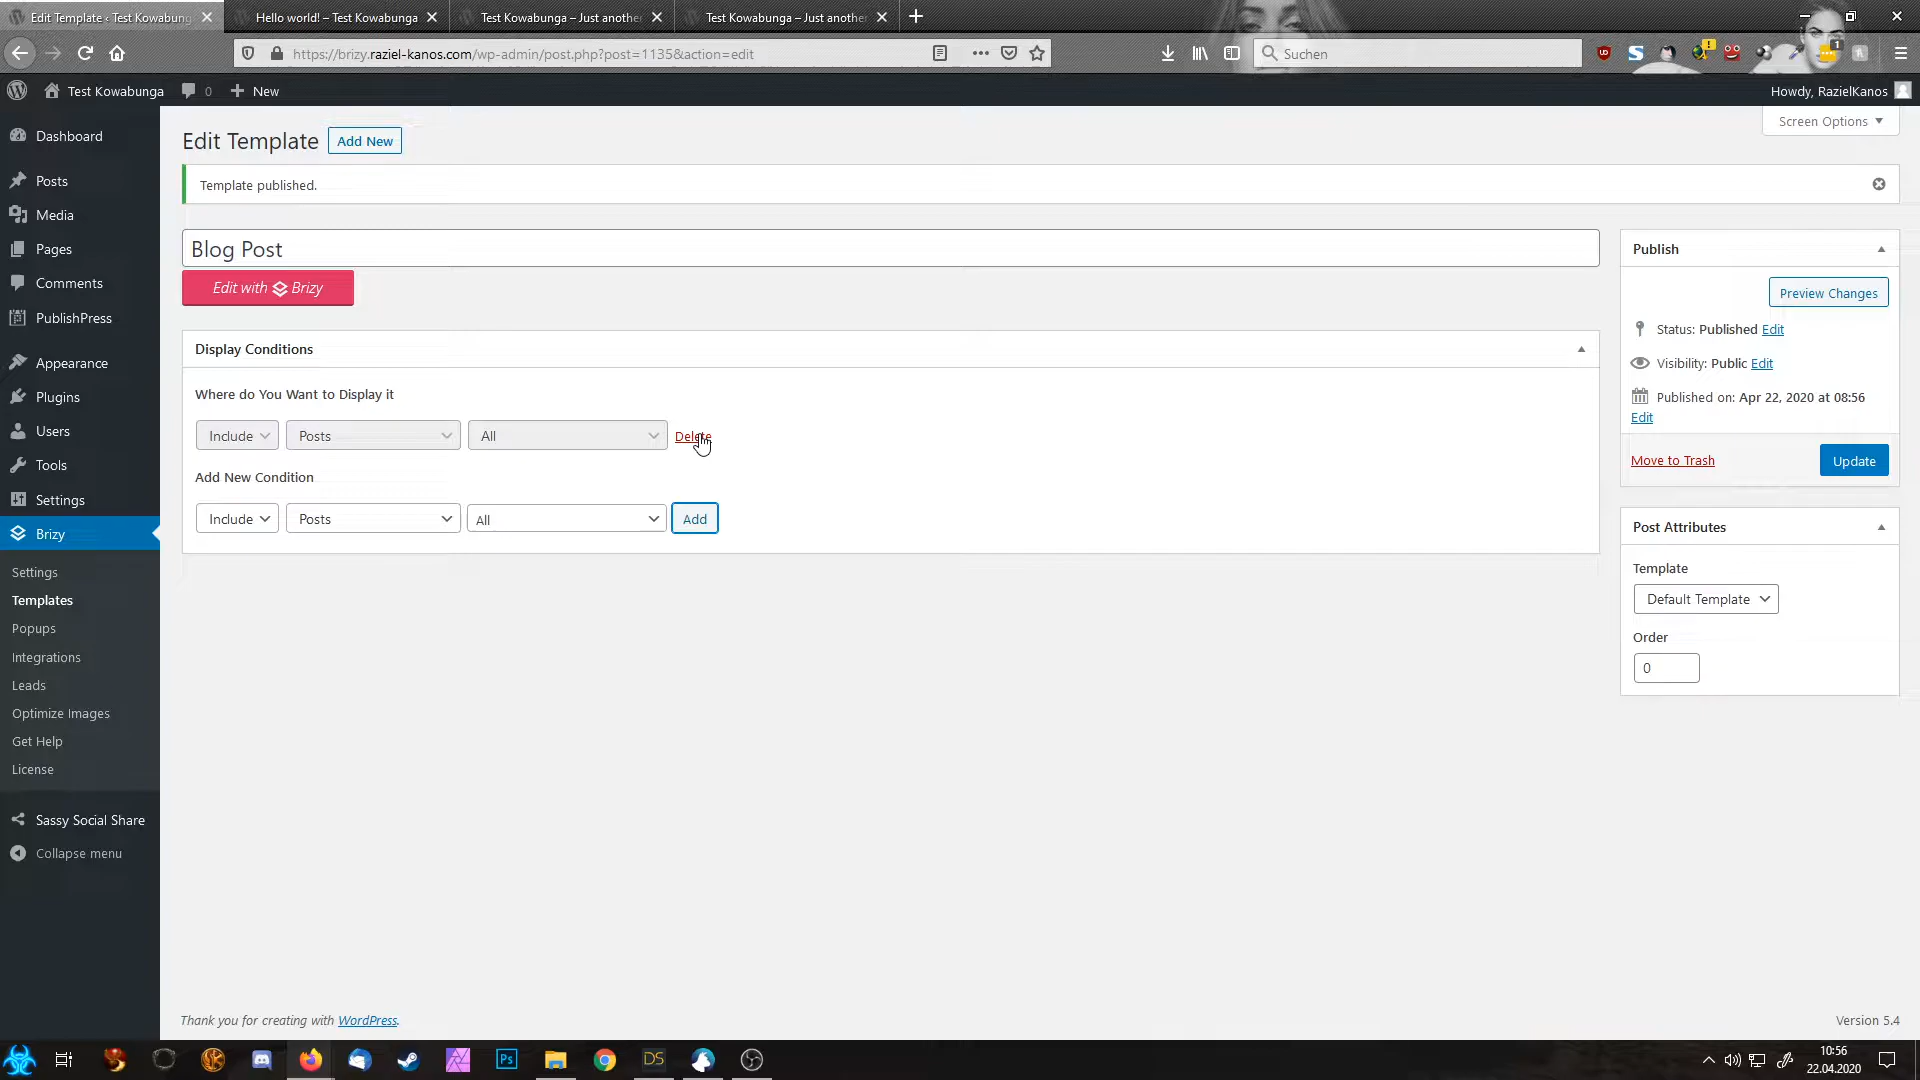 Edit Template ‹ Test Kowabung
Hello world! – Test Kowabunga
Test Kowabunga – Just another
Test Kowabunga – Just another
https://brizy.raziel-kanos.com/wp-admin/post.php?post=1135&action=edit
Suchen
Test Kowabunga
0
New
Howdy, RazielKanos
Screen Options
Dashboard
Posts
Media
Pages
Comments
PublishPress
Appearance
Plugins
Users
Tools
Settings
Brizy
Settings
Templates
Popups
Integrations
Leads
Optimize Images
Get Help
License
Sassy Social Share
Collapse menu
Edit Template
Add New
Template published.
Blog Post
Edit with Brizy
Display Conditions
Where do You Want to Display it
Include Posts All Delete
Add New Condition
Include Posts All Add
Publish
Preview Changes
Status: Published Edit
Visibility: Public Edit
Published on: Apr 22, 2020 at 08:56
Edit
Move to Trash
Update
Post Attributes
Template
Default Template
Order
0
Thank you for creating with WordPress.
Version 5.4
Ps
DS
10:56
22.04.2020